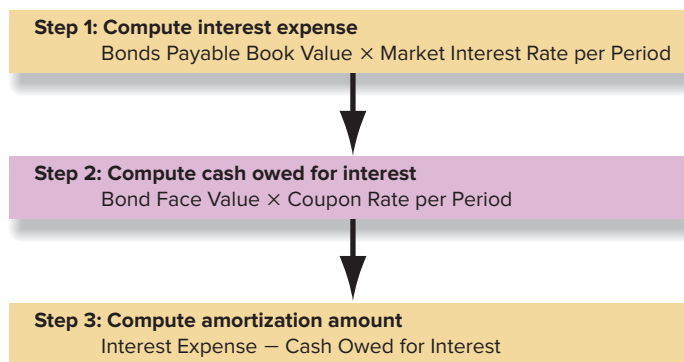 Step 1: Compute interest expense
Bonds Payable Book Value × Market Interest Rate per Period
Step 2: Compute cash owed for interest
Bond Face Value × Coupon Rate per Period
Step 3: Compute amortization amount
Interest Expense − Cash Owed for Interest